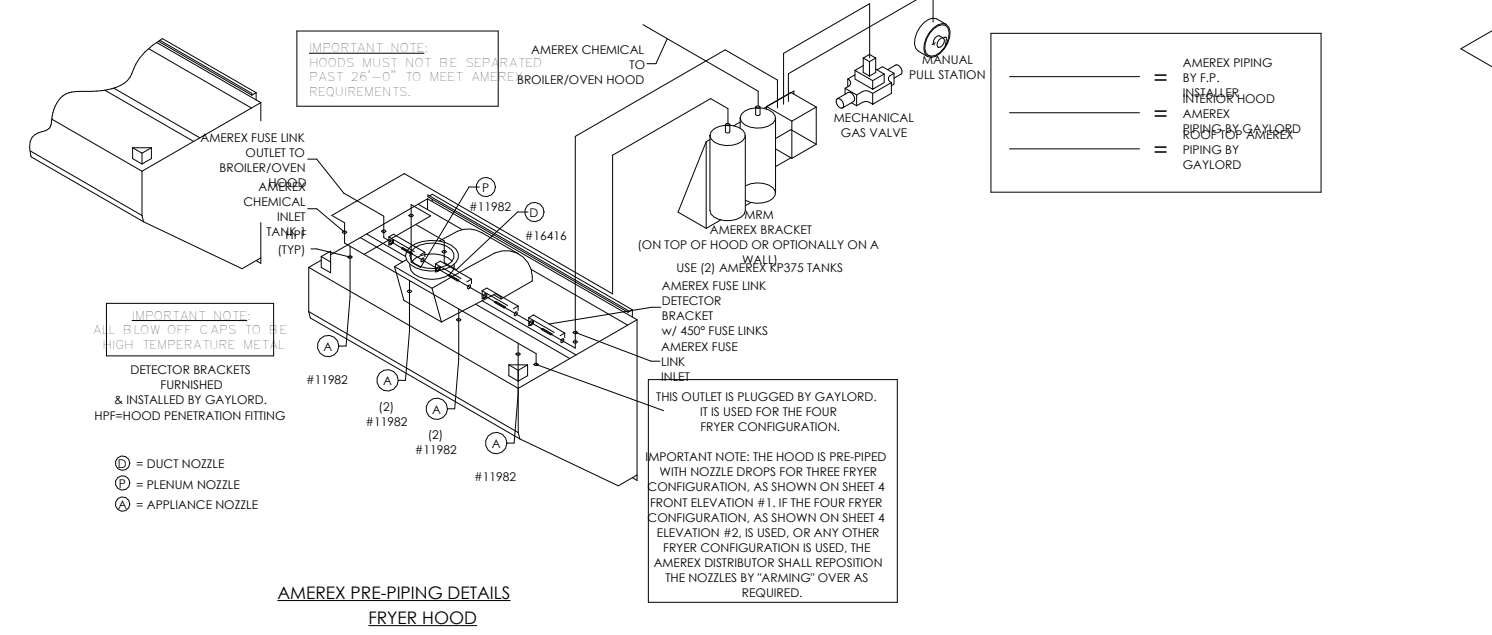 IMPORTANT NOTE:
HOODS MUST NOT BE SEPARATED
PAST 26'-0" TO MEET AMEREX
REQUIREMENTS.
AMEREX CHEMICAL
TO
BROILER/OVEN HOOD
MANUAL
PULL STATION
MECHANICAL
GAS VALVE
= AMEREX PIPING
BY F.P.
INSTALLER
= INTERIOR HOOD
AMEREX
PIPING BY GAYLORD
= ROOF TOP AMEREX
PIPING BY
GAYLORD
AMEREX FUSE LINK
OUTLET TO
BROILER/OVEN
HOOD
AMEREX
CHEMICAL
INLET
TANK 1
HPF
(TYP)
P
#11982
D
#16416
MRM
AMEREX BRACKET
(ON TOP OF HOOD OR OPTIONALLY ON A
WALL)
USE (2) AMEREX KP375 TANKS
AMEREX FUSE LINK
DETECTOR
BRACKET
w/ 450° FUSE LINKS
AMEREX FUSE
LINK
INLET
IMPORTANT NOTE:
ALL BLOW OFF CAPS TO BE
HIGH TEMPERATURE METAL
DETECTOR BRACKETS
FURNISHED
& INSTALLED BY GAYLORD.
HPF=HOOD PENETRATION FITTING
A
#11982
A
(2)
#11982
A
(2)
#11982
A
#11982
D = DUCT NOZZLE
P = PLENUM NOZZLE
A = APPLIANCE NOZZLE
THIS OUTLET IS PLUGGED BY GAYLORD.
IT IS USED FOR THE FOUR
FRYER CONFIGURATION.
IMPORTANT NOTE: THE HOOD IS PRE-PIPED
WITH NOZZLE DROPS FOR THREE FRYER
CONFIGURATION, AS SHOWN ON SHEET 4
FRONT ELEVATION #1. IF THE FOUR FRYER
CONFIGURATION, AS SHOWN ON SHEET 4
ELEVATION #2, IS USED, OR ANY OTHER
FRYER CONFIGURATION IS USED, THE
AMEREX DISTRIBUTOR SHALL REPOSITION
THE NOZZLES BY "ARMING" OVER AS
REQUIRED.
AMEREX PRE-PIPING DETAILS
FRYER HOOD